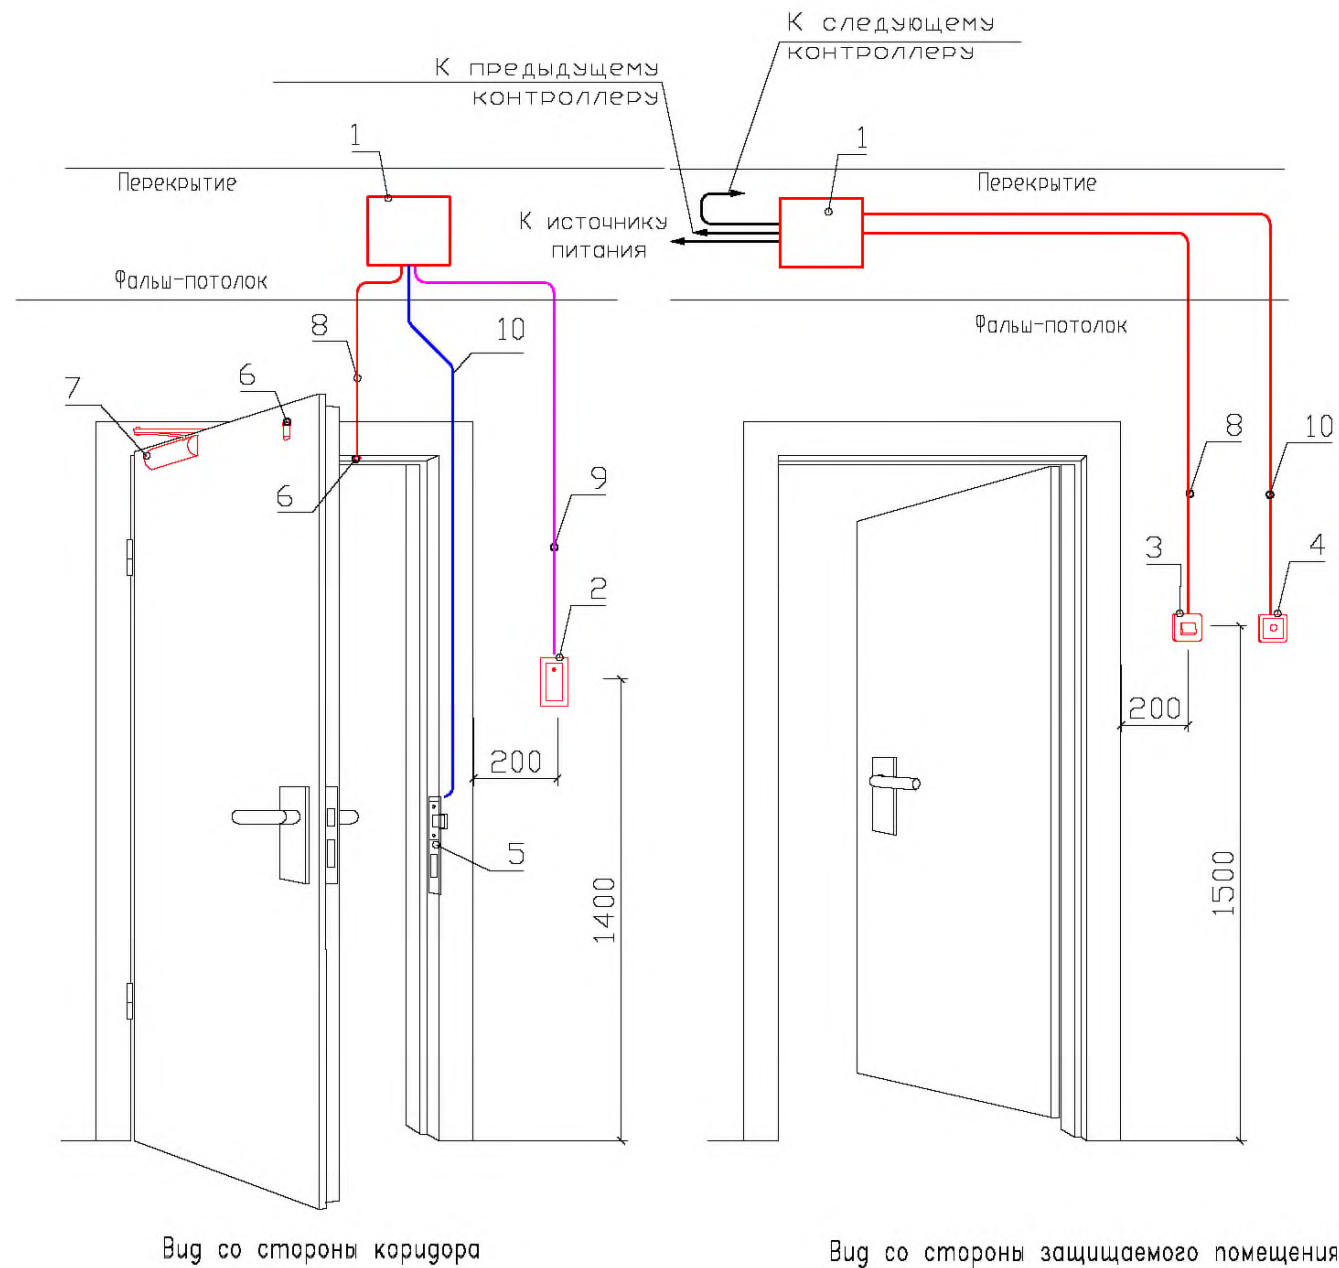 К следующему
контроллеру
К предыдущему
контроллеру
1
1
Перекрытие
Перекрытие
К источнику
питания
Фальш-потолок
Фальш-потолок
8
10
7
6
6
9
2
8
10
3
4
200
200
5
1400
1500
Вид со стороны коридора
Вид со стороны защищаемого помещения